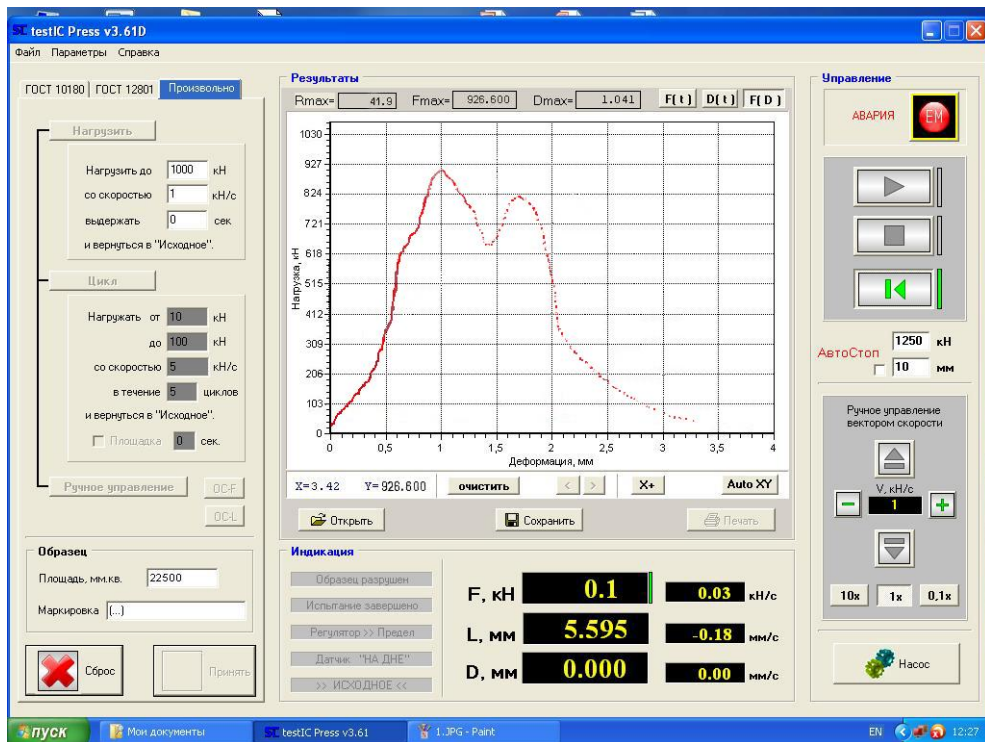 testIC Press v3.61D
Файл Параметры Справка
ГОСТ 10180 ГОСТ 12801 Произвольно
Нагрузить
Нагрузить до 1000 кН
со скоростью 1 кН/с
выдержать 0 сек
и вернуться в "Исходное".
Цикл
Нагружать от 10 кН
до 100 кН
со скоростью 5 кН/с
в течение 5 циклов
и вернуться в "Исходное".
Площадка 0 сек.
Ручное управление OC-F
OC-L
Образец
Площадь, мм.кв. 22500
Маркировка (...)
Сброс Принять
Результаты
Rmax= 41.9 Fmax= 926.600 Dmax= 1.041 F( t ) D( t ) F( D )
1030
927
824
721
618
515
412
309
206
103
0
Нагрузка, кН
0 0,5 1 1,5 2 2,5 3 3,5 4
Деформация, мм
X=3.42 Y=926.600 очистить < > X+ Auto XY
Открыть Сохранить Печать
Индикация
Образец разрушен
Испытание завершено
Регулятор >> Предел
Датчик "НА ДНЕ"
>> ИСХОДНОЕ <<
F, кН 0.1 0.03 кН/с
L, мм 5.595 -0.18 мм/с
D, мм 0.000 0.00 мм/с
Управление
АВАРИЯ EM
АвтоСтоп 1250 кН
10 мм
Ручное управление
вектором скорости
V, кН/с
1
10x 1x 0,1x
Насос
пуск Мои документы testIC Press v3.61 1.JPG - Paint EN 12:27